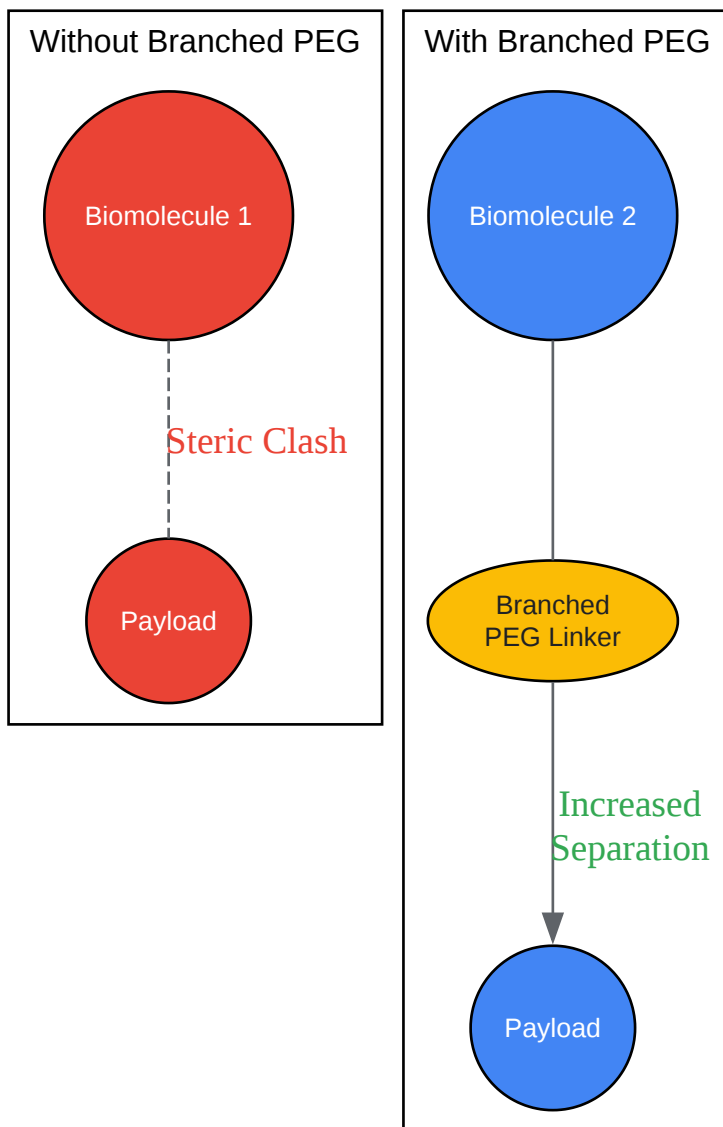 Without Branched PEG
Biomolecule 1
Steric Clash
Payload
With Branched PEG
Biomolecule 2
Branched
PEG Linker
Increased
Separation
Payload